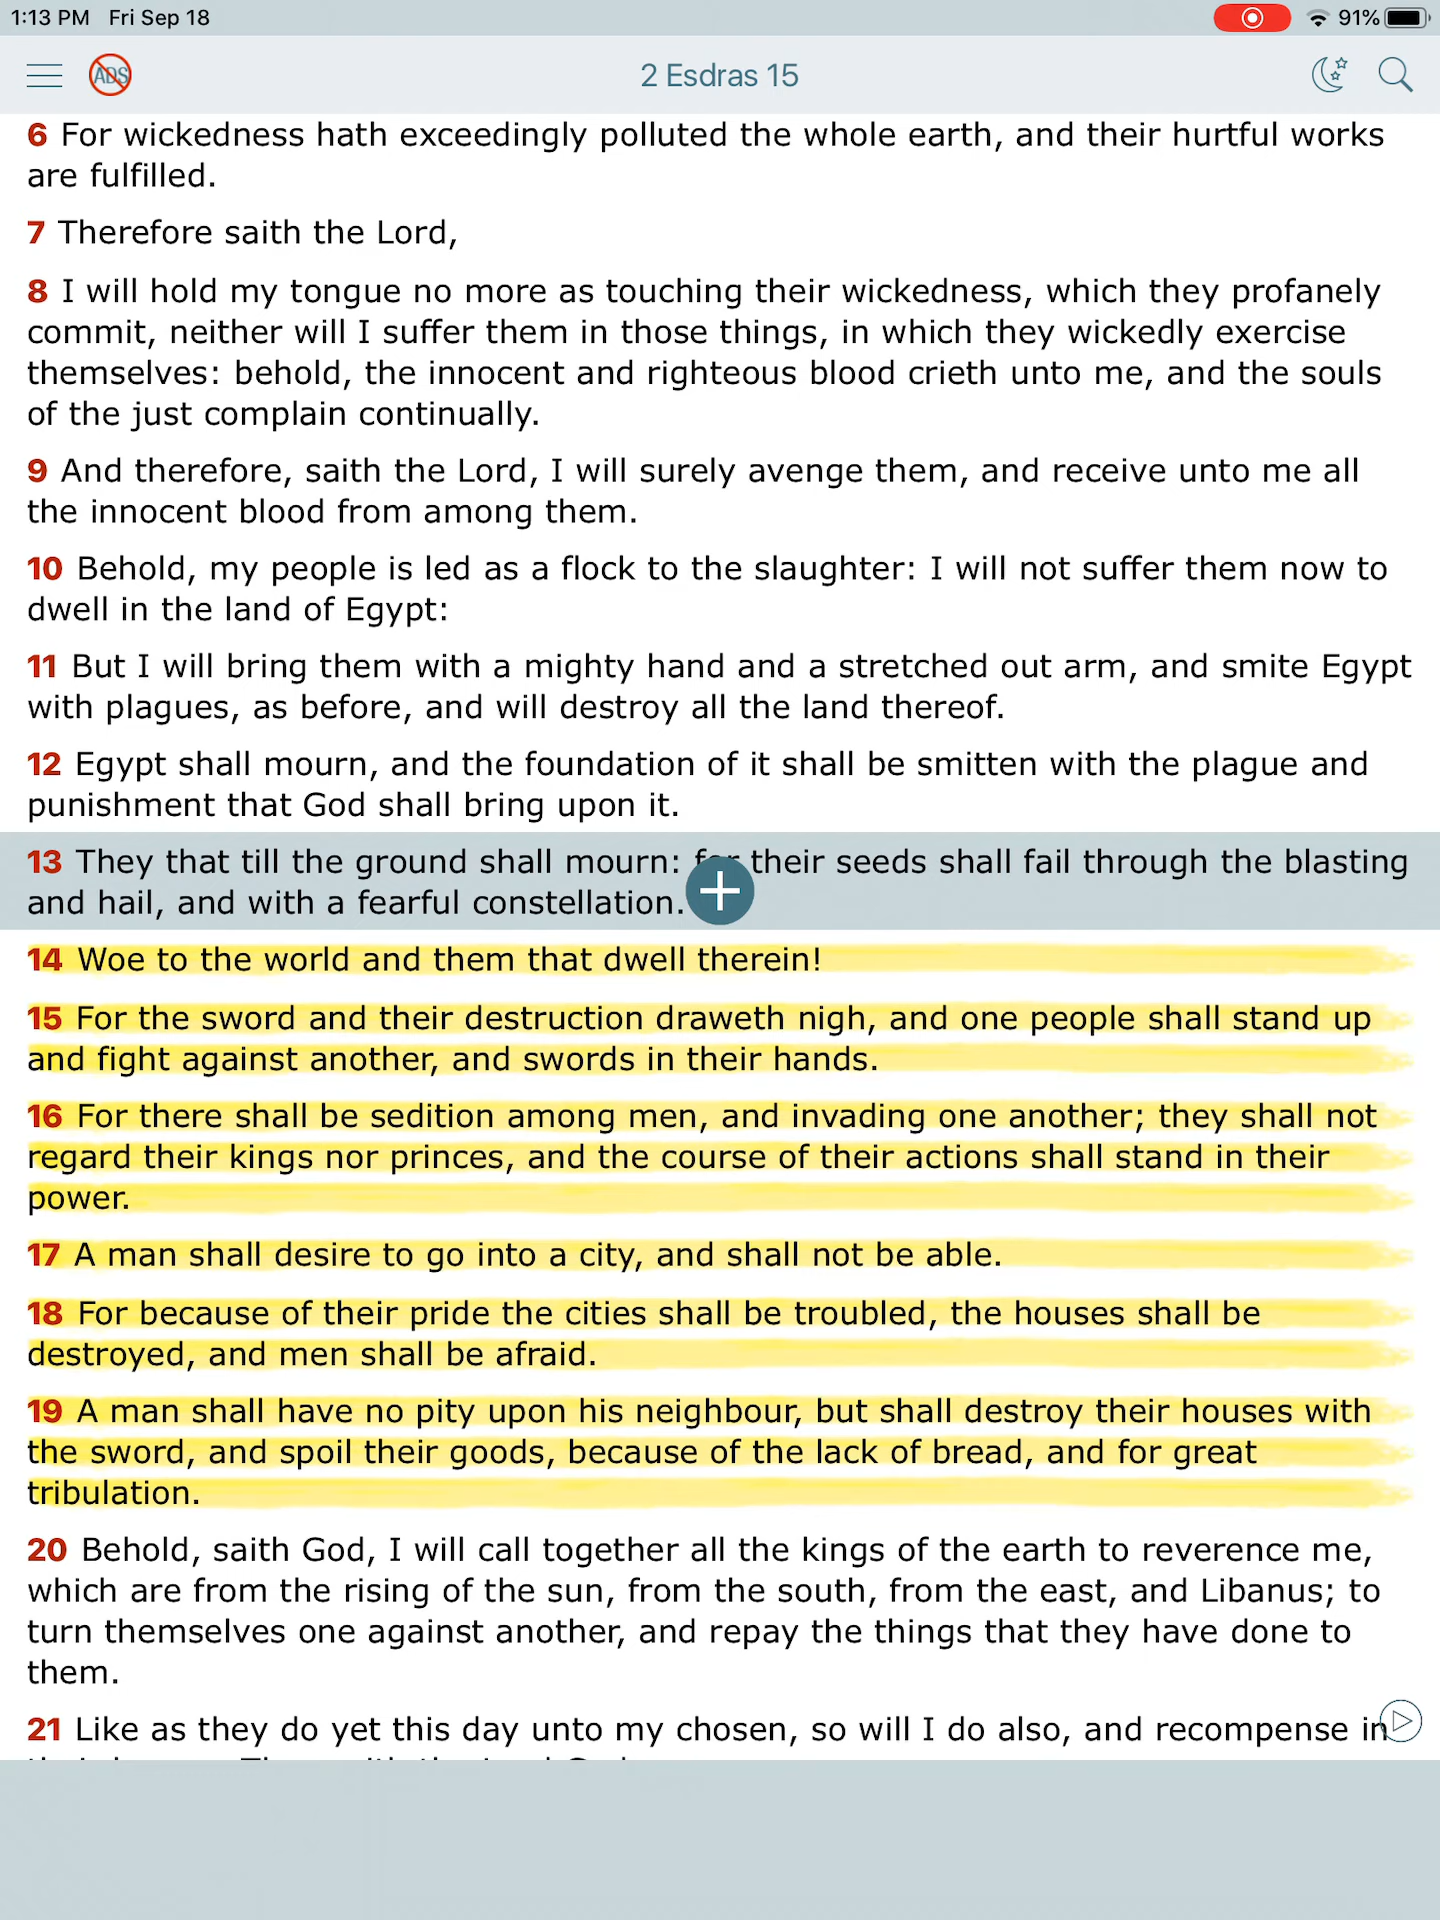 1:13 PM Fri Sep 18 91%
ADS 2 Esdras 15
6 For wickedness hath exceedingly polluted the whole earth, and their hurtful works
are fulfilled.
7 Therefore saith the Lord,
8 I will hold my tongue no more as touching their wickedness, which they profanely
commit, neither will I suffer them in those things, in which they wickedly exercise
themselves: behold, the innocent and righteous blood crieth unto me, and the souls
of the just complain continually.
9 And therefore, saith the Lord, I will surely avenge them, and receive unto me all
the innocent blood from among them.
10 Behold, my people is led as a flock to the slaughter: I will not suffer them now to
dwell in the land of Egypt:
11 But I will bring them with a mighty hand and a stretched out arm, and smite Egypt
with plagues, as before, and will destroy all the land thereof.
12 Egypt shall mourn, and the foundation of it shall be smitten with the plague and
punishment that God shall bring upon it.
13 They that till the ground shall mourn: for their seeds shall fail through the blasting
and hail, and with a fearful constellation.
14 Woe to the world and them that dwell therein!
15 For the sword and their destruction draweth nigh, and one people shall stand up
and fight against another, and swords in their hands.
16 For there shall be sedition among men, and invading one another; they shall not
regard their kings nor princes, and the course of their actions shall stand in their
power.
17 A man shall desire to go into a city, and shall not be able.
18 For because of their pride the cities shall be troubled, the houses shall be
destroyed, and men shall be afraid.
19 A man shall have no pity upon his neighbour, but shall destroy their houses with
the sword, and spoil their goods, because of the lack of bread, and for great
tribulation.
20 Behold, saith God, I will call together all the kings of the earth to reverence me,
which are from the rising of the sun, from the south, from the east, and Libanus; to
turn themselves one against another, and repay the things that they have done to
them.
21 Like as they do yet this day unto my chosen, so will I do also, and recompense in